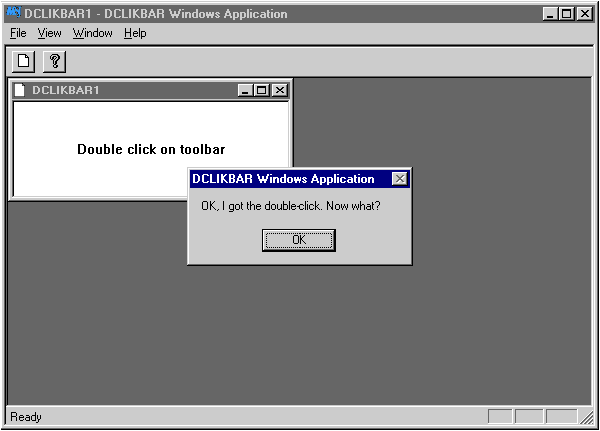 DCLIKBAR1 - DCLIKBAR Windows Application
File View Window Help
DCLIKBAR1
Double click on toolbar
DCLIKBAR Windows Application
OK, I got the double-click. Now what?
OK
Ready